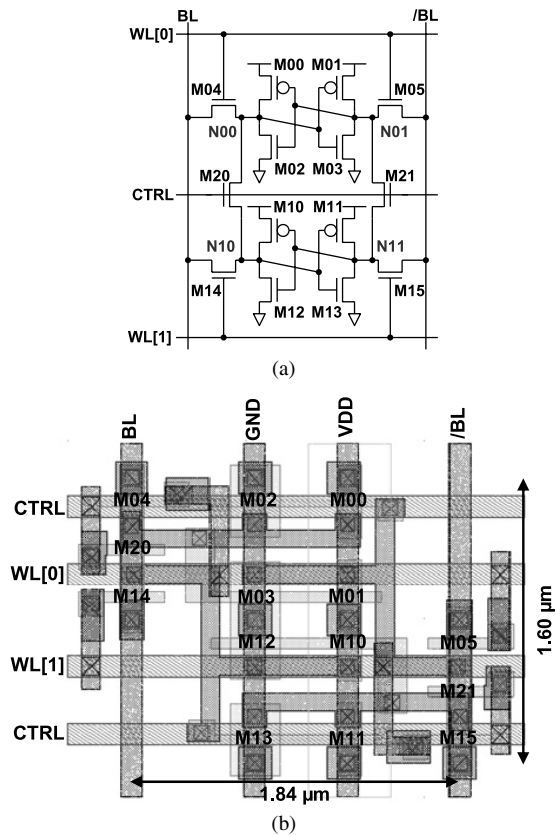 BL /BL
WL[0]
M00 M01
M04 M05
N00 N01
M02 M03
M20 M21
CTRL
M10 M11
N10 N11
M14 M15
M12 M13
WL[1]
(a)
BL GND VDD /BL
CTRL M04 M02 M00
M20
WL[0]
M14 M03 M01
M12 M10 M05
WL[1]
M21
CTRL M13 M11 M15
1.60 µm
1.84 µm
(b)